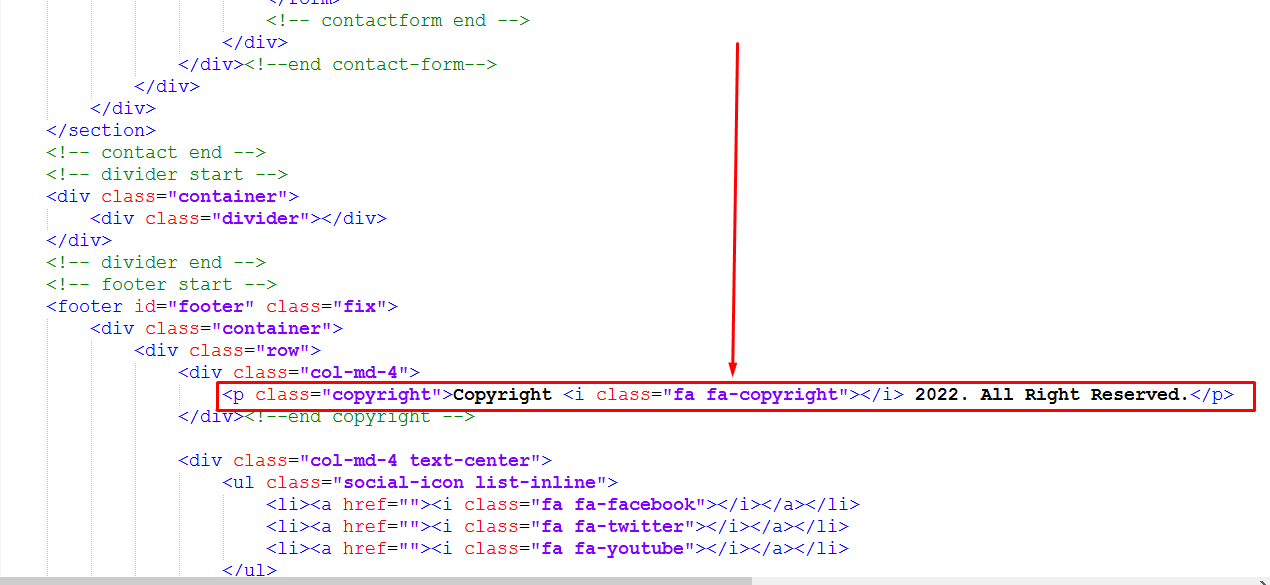 </form>
<!-- contactform end -->
</div>
</div><!--end contact-form-->
</div>
</div>
</section>
<!-- contact end -->
<!-- divider start -->
<div class="container">
<div class="divider"></div>
</div>
<!-- divider end -->
<!-- footer start -->
<footer id="footer" class="fix">
<div class="container">
<div class="row">
<div class="col-md-4">
<p class="copyright">Copyright <i class="fa fa-copyright"></i> 2022. All Right Reserved.</p>
</div><!--end copyright -->
<div class="col-md-4 text-center">
<ul class="social-icon list-inline">
<li><a href=""><i class="fa fa-facebook"></i></a></li>
<li><a href=""><i class="fa fa-twitter"></i></a></li>
<li><a href=""><i class="fa fa-youtube"></i></a></li>
</ul>